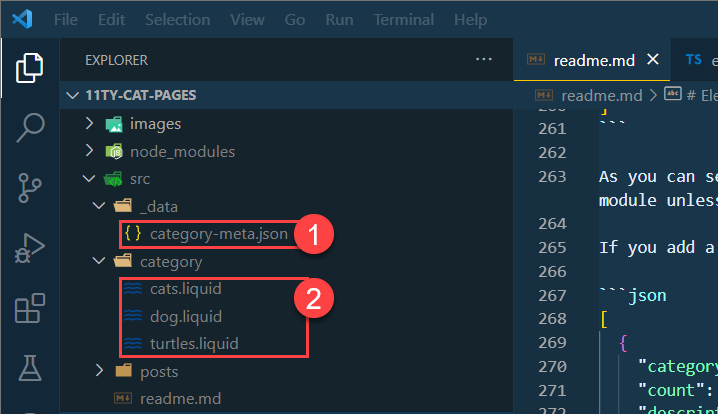 File Edit Selection View Go Run Terminal Help
EXPLORER ...
readme.md
TS e
11TY-CAT-PAGES
readme.md > abc # Ele
images
node_modules
src
_data
{ } category-meta.json 1
category
cats.liquid 2
dog.liquid
turtles.liquid
posts
readme.md
]
261 ```
262
263 As you can se
module unless
264
265 If you add a
266
267 ```json
268 [
269 {
270 "category
271 "count":
272 "descript